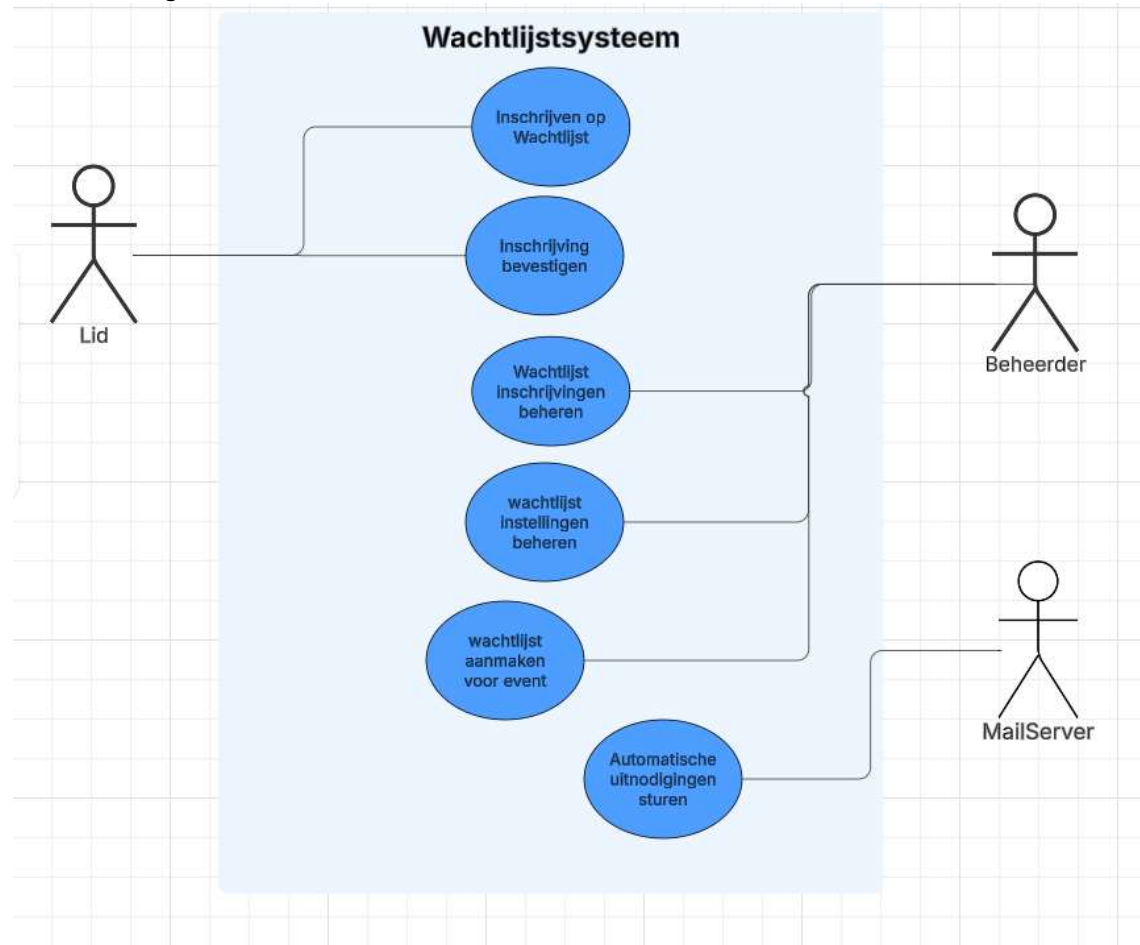 Wachtlijstsysteem
Inschrijven op
Wachtlijst
Inschrijving
bevestigen
Lid
Wachtlijst
inschrijvingen
beheren
Beheerder
wachtlijst
instellingen
beheren
wachtlijst
aanmaken
voor event
MailServer
Automatische
uitnodigingen
sturen